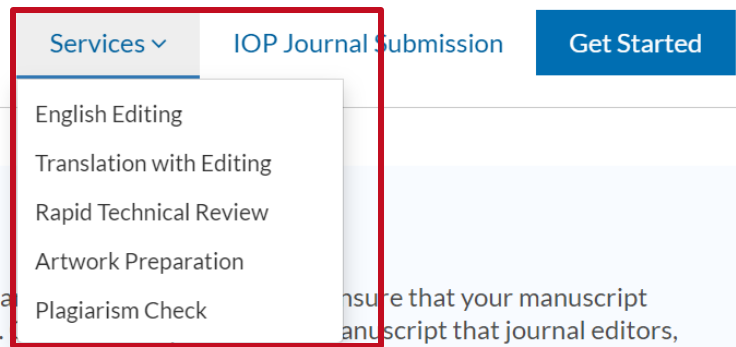 Services IOP Journal Submission Get Started
English Editing
Translation with Editing
Rapid Technical Review
Artwork Preparation
Plagiarism Check
nsure that your manuscript
anuscript that journal editors,